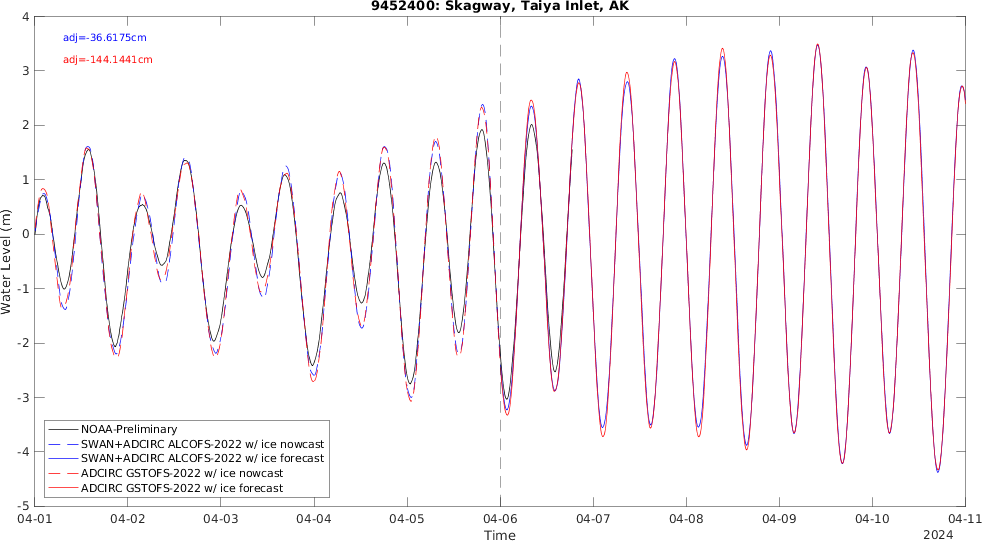 9452400: Skagway, Taiya Inlet, AK
adj=-36.6175cm
adj=-144.1441cm
Water Level (m)
4
3
2
1
0
-1
-2
-3
-4
-5
NOAA-Preliminary
SWAN+ADCIRC ALCOFS-2022 w/ ice nowcast
SWAN+ADCIRC ALCOFS-2022 w/ ice forecast
ADCIRC GSTOFS-2022 w/ ice nowcast
ADCIRC GSTOFS-2022 w/ ice forecast
04-01 04-02 04-03 04-04 04-05 04-06 04-07 04-08 04-09 04-10 04-11
Time
2024